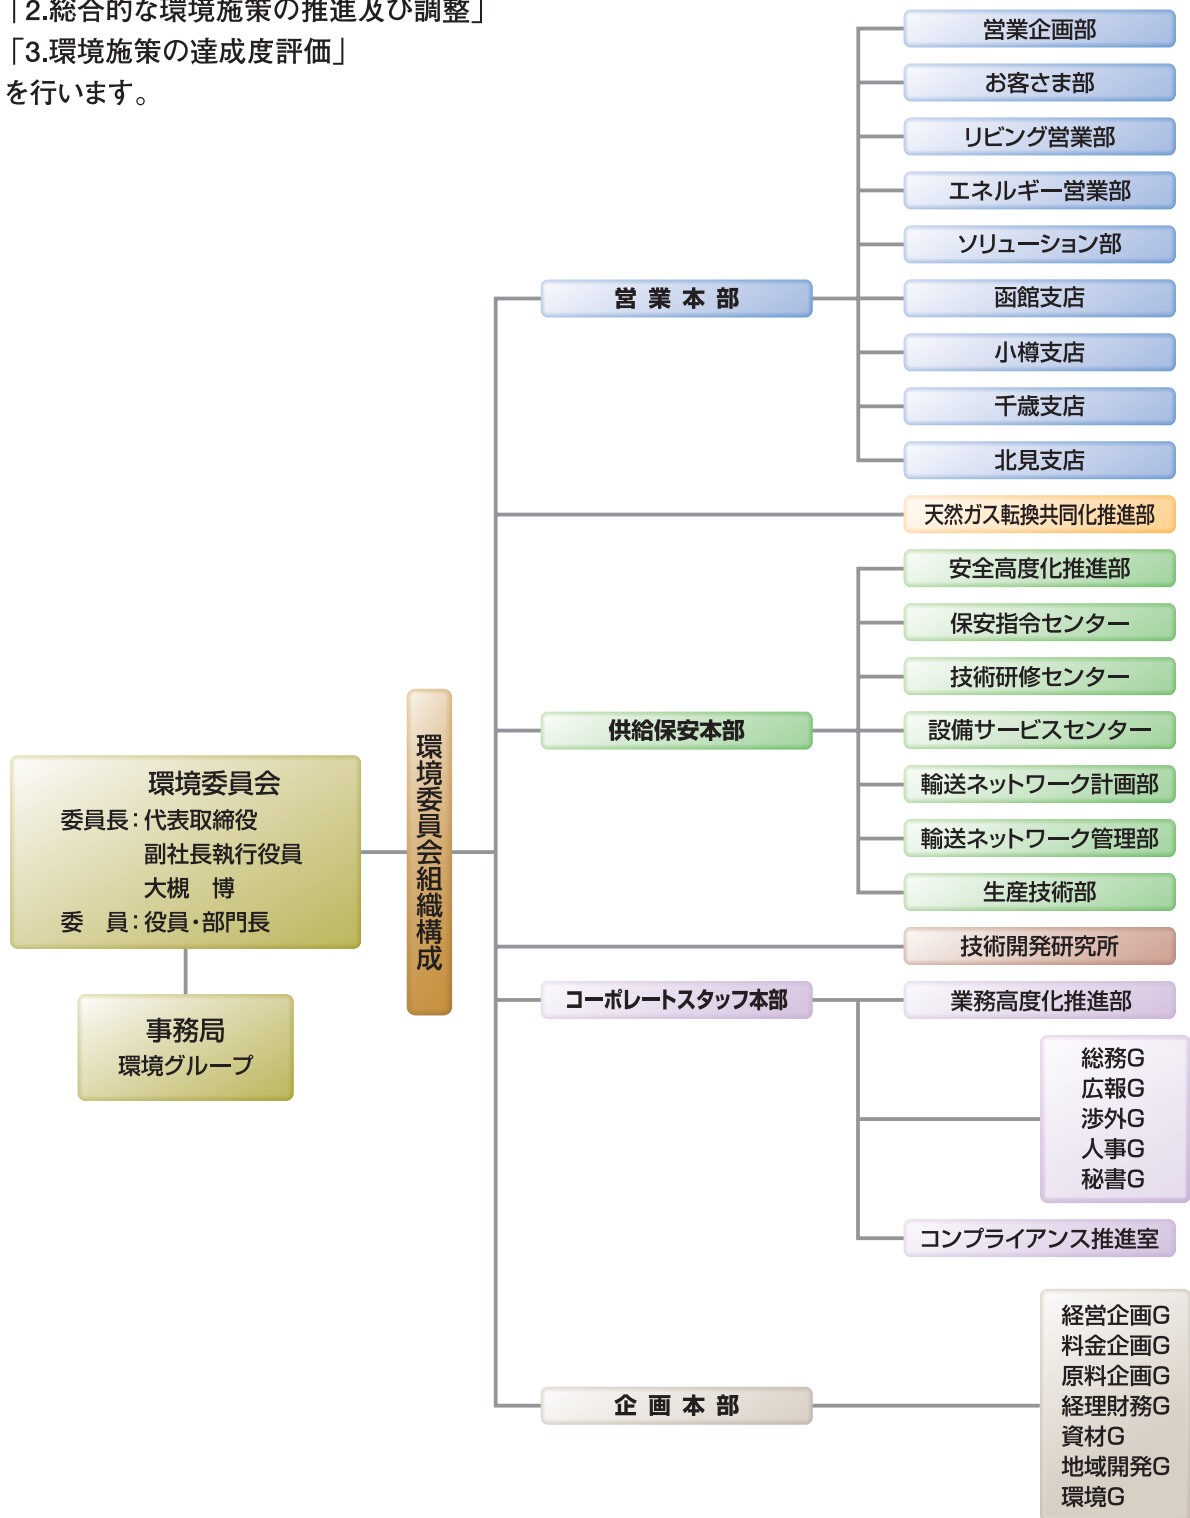 「2.総合的な環境施策の推進及び調整」
「3.環境施策の達成度評価」
を行います。
環境委員会
委員長：代表取締役
副社長執行役員
大槻　博
委　員：役員・部門長
事務局
環境グループ
環境委員会組織構成
営業本部
営業企画部
お客さま部
リビング営業部
エネルギー営業部
ソリューション部
函館支店
小樽支店
千歳支店
北見支店
天然ガス転換共同化推進部
供給保安本部
安全高度化推進部
保安指令センター
技術研修センター
設備サービスセンター
輸送ネットワーク計画部
輸送ネットワーク管理部
生産技術部
技術開発研究所
コーポレートスタッフ本部
業務高度化推進部
総務G
広報G
渉外G
人事G
秘書G
コンプライアンス推進室
企画本部
経営企画G
料金企画G
原料企画G
経理財務G
資材G
地域開発G
環境G